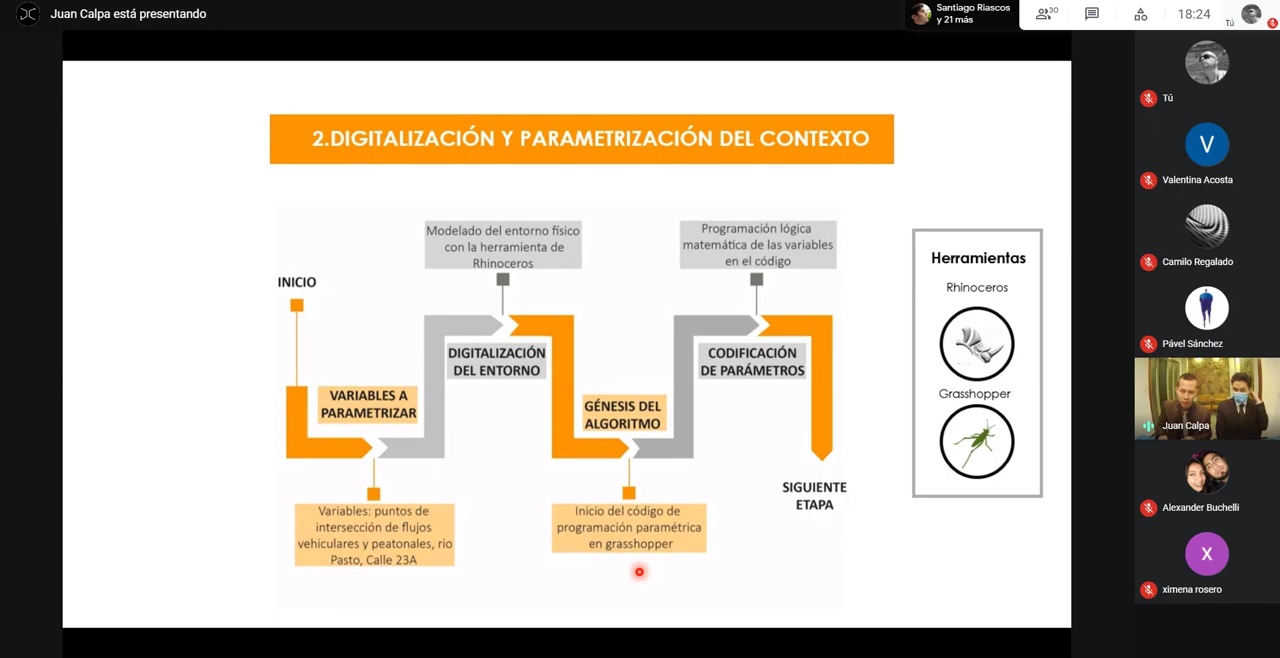 Juan Calpa está presentando
Santiago Riascos
y 21 más
30
18:24
Tú
2.DIGITALIZACIÓN Y PARAMETRIZACIÓN DEL CONTEXTO
INICIO
Modelado del entorno físico
con la herramienta de
Rhinoceros
Programación lógica
matemática de las variables
en el código
VARIABLES A
PARAMETRIZAR
DIGITALIZACIÓN
DEL ENTORNO
GÉNESIS DEL
ALGORITMO
CODIFICACIÓN
DE PARÁMETROS
Variables: puntos de
intersección de flujos
vehiculares y peatonales, rio
Pasto, Calle 23A
Inicio del código de
programación paramétrica
en grasshopper
SIGUIENTE
ETAPA
Herramientas
Rhinoceros
Grasshopper
Tú
V
Valentina Acosta
Camilo Regalado
Pável Sánchez
Juan Calpa
Alexander Buchelli
X
ximena rosero